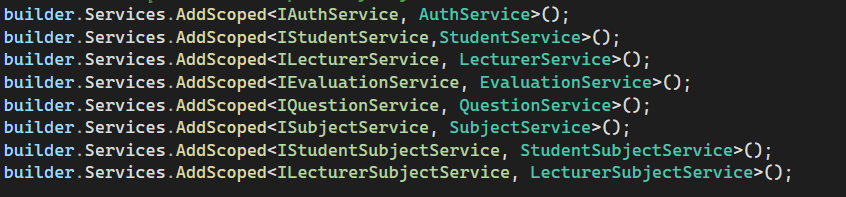 builder.Services.AddScoped<IAuthService, AuthService>();
builder.Services.AddScoped<IStudentService,StudentService>();
builder.Services.AddScoped<ILecturerService, LecturerService>();
builder.Services.AddScoped<IEvaluationService, EvaluationService>();
builder.Services.AddScoped<IQuestionService, QuestionService>();
builder.Services.AddScoped<ISubjectService, SubjectService>();
builder.Services.AddScoped<IStudentSubjectService, StudentSubjectService>();
builder.Services.AddScoped<ILecturerSubjectService, LecturerSubjectService>();